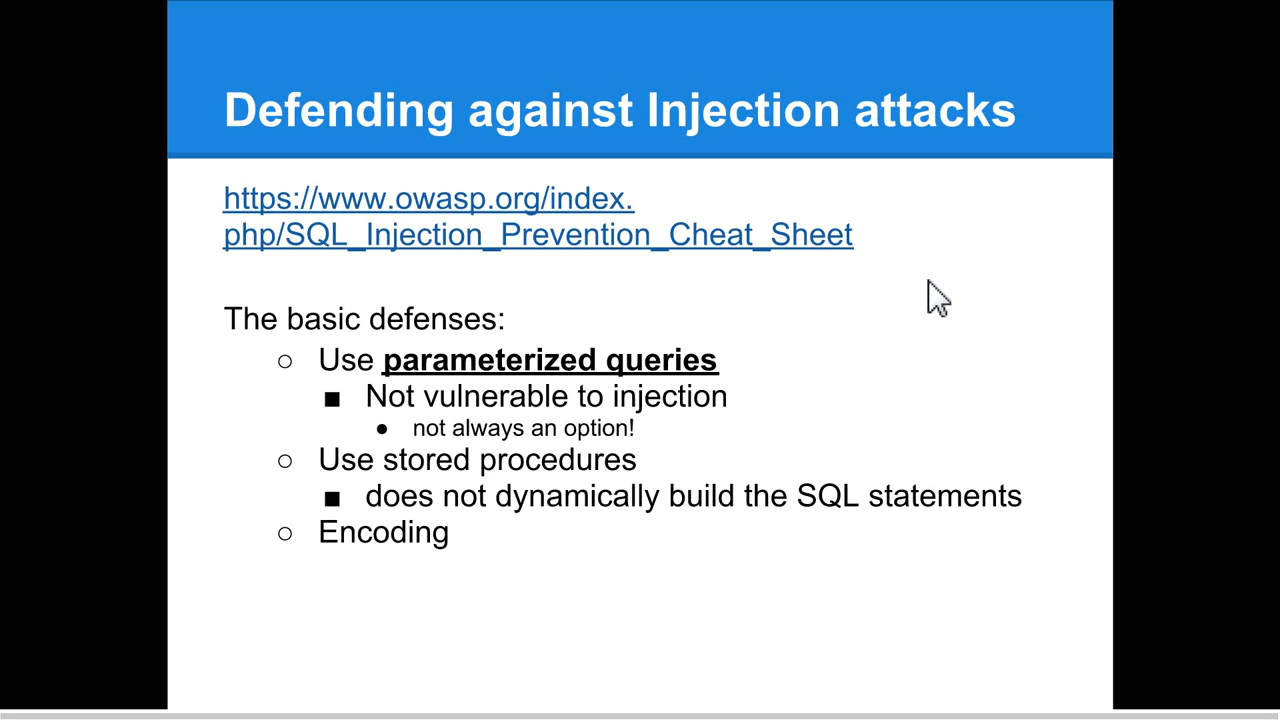 Defending against Injection attacks
https://www.owasp.org/index.
php/SQL_Injection_Prevention_Cheat_Sheet
The basic defenses:
○ Use parameterized queries
■ Not vulnerable to injection
● not always an option!
○ Use stored procedures
■ does not dynamically build the SQL statements
○ Encoding